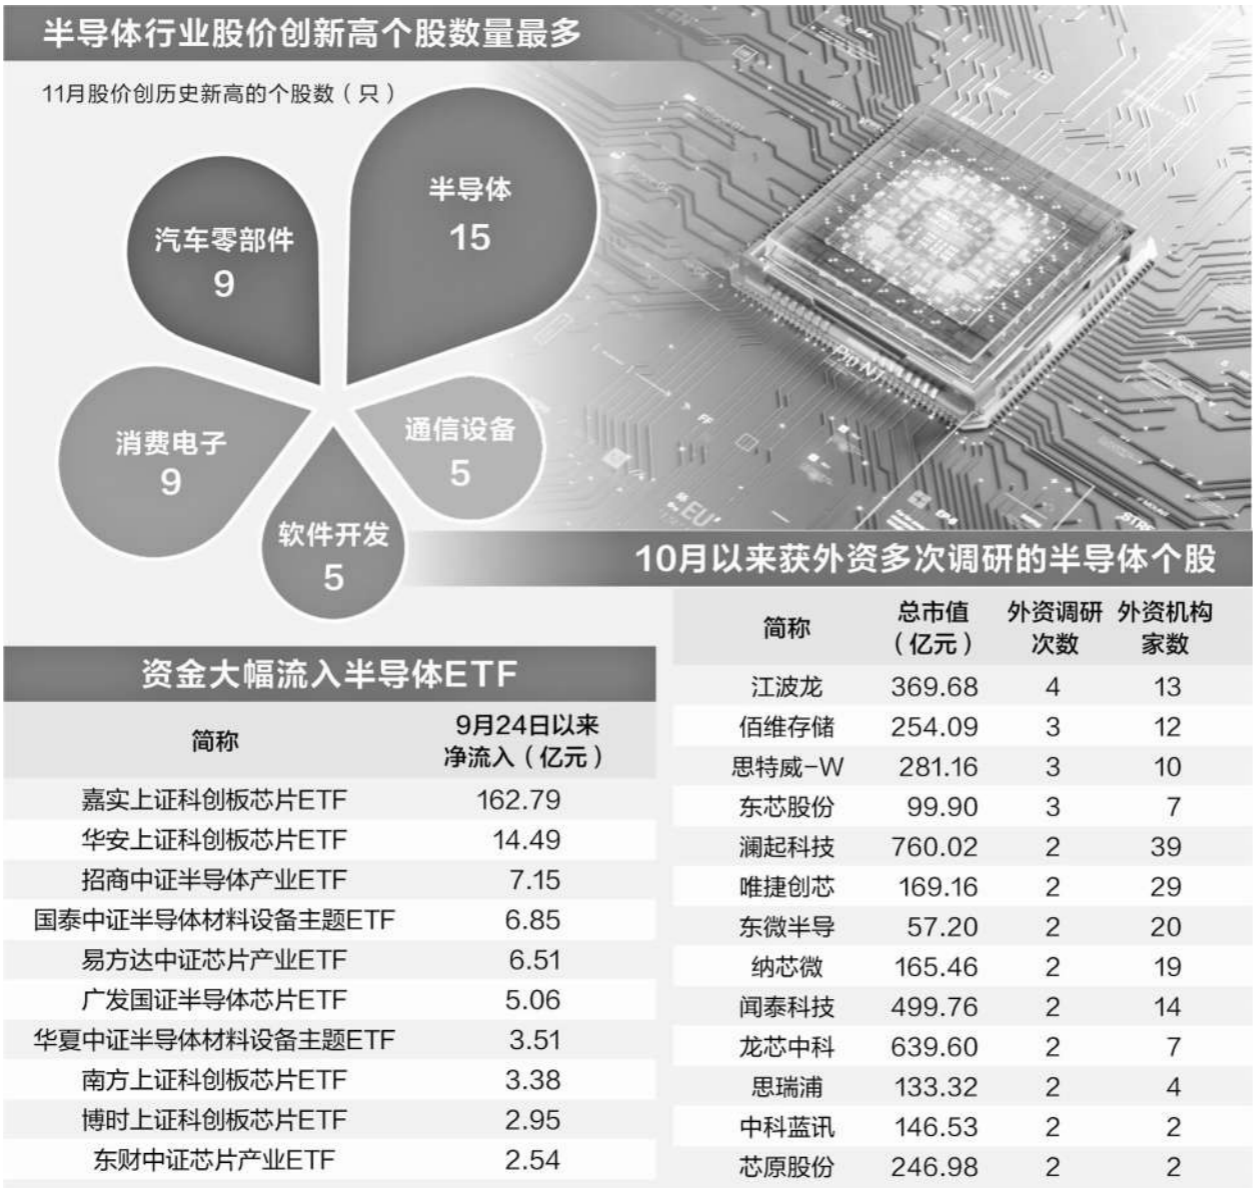 半导体行业股价创新高个股数量最多
11月股价创历史新高的个股数（只）
半导体
15
汽车零部件
9
消费电子
9
通信设备
5
软件开发
5
资金大幅流入半导体ETF
简称 9月24日以来
净流入（亿元）
嘉实上证科创板芯片ETF 162.79
华安上证科创板芯片ETF 14.49
招商中证半导体产业ETF 7.15
国泰中证半导体材料设备主题ETF 6.85
易方达中证芯片产业ETF 6.51
广发国证半导体芯片ETF 5.06
华夏中证半导体材料设备主题ETF 3.51
南方上证科创板芯片ETF 3.38
博时上证科创板芯片ETF 2.95
东财中证芯片产业ETF 2.54
10月以来获外资多次调研的半导体个股
简称 总市值 外资调研 外资机构
（亿元） 次数 家数
江波龙 369.68 4 13
佰维存储 254.09 3 12
思特威-W 281.16 3 10
东芯股份 99.90 3 7
澜起科技 760.02 2 39
唯捷创芯 169.16 2 29
东微半导 57.20 2 20
纳芯微 165.46 2 19
闻泰科技 499.76 2 14
龙芯中科 639.60 2 7
思瑞浦 133.32 2 4
中科蓝讯 146.53 2 2
芯原股份 246.98 2 2